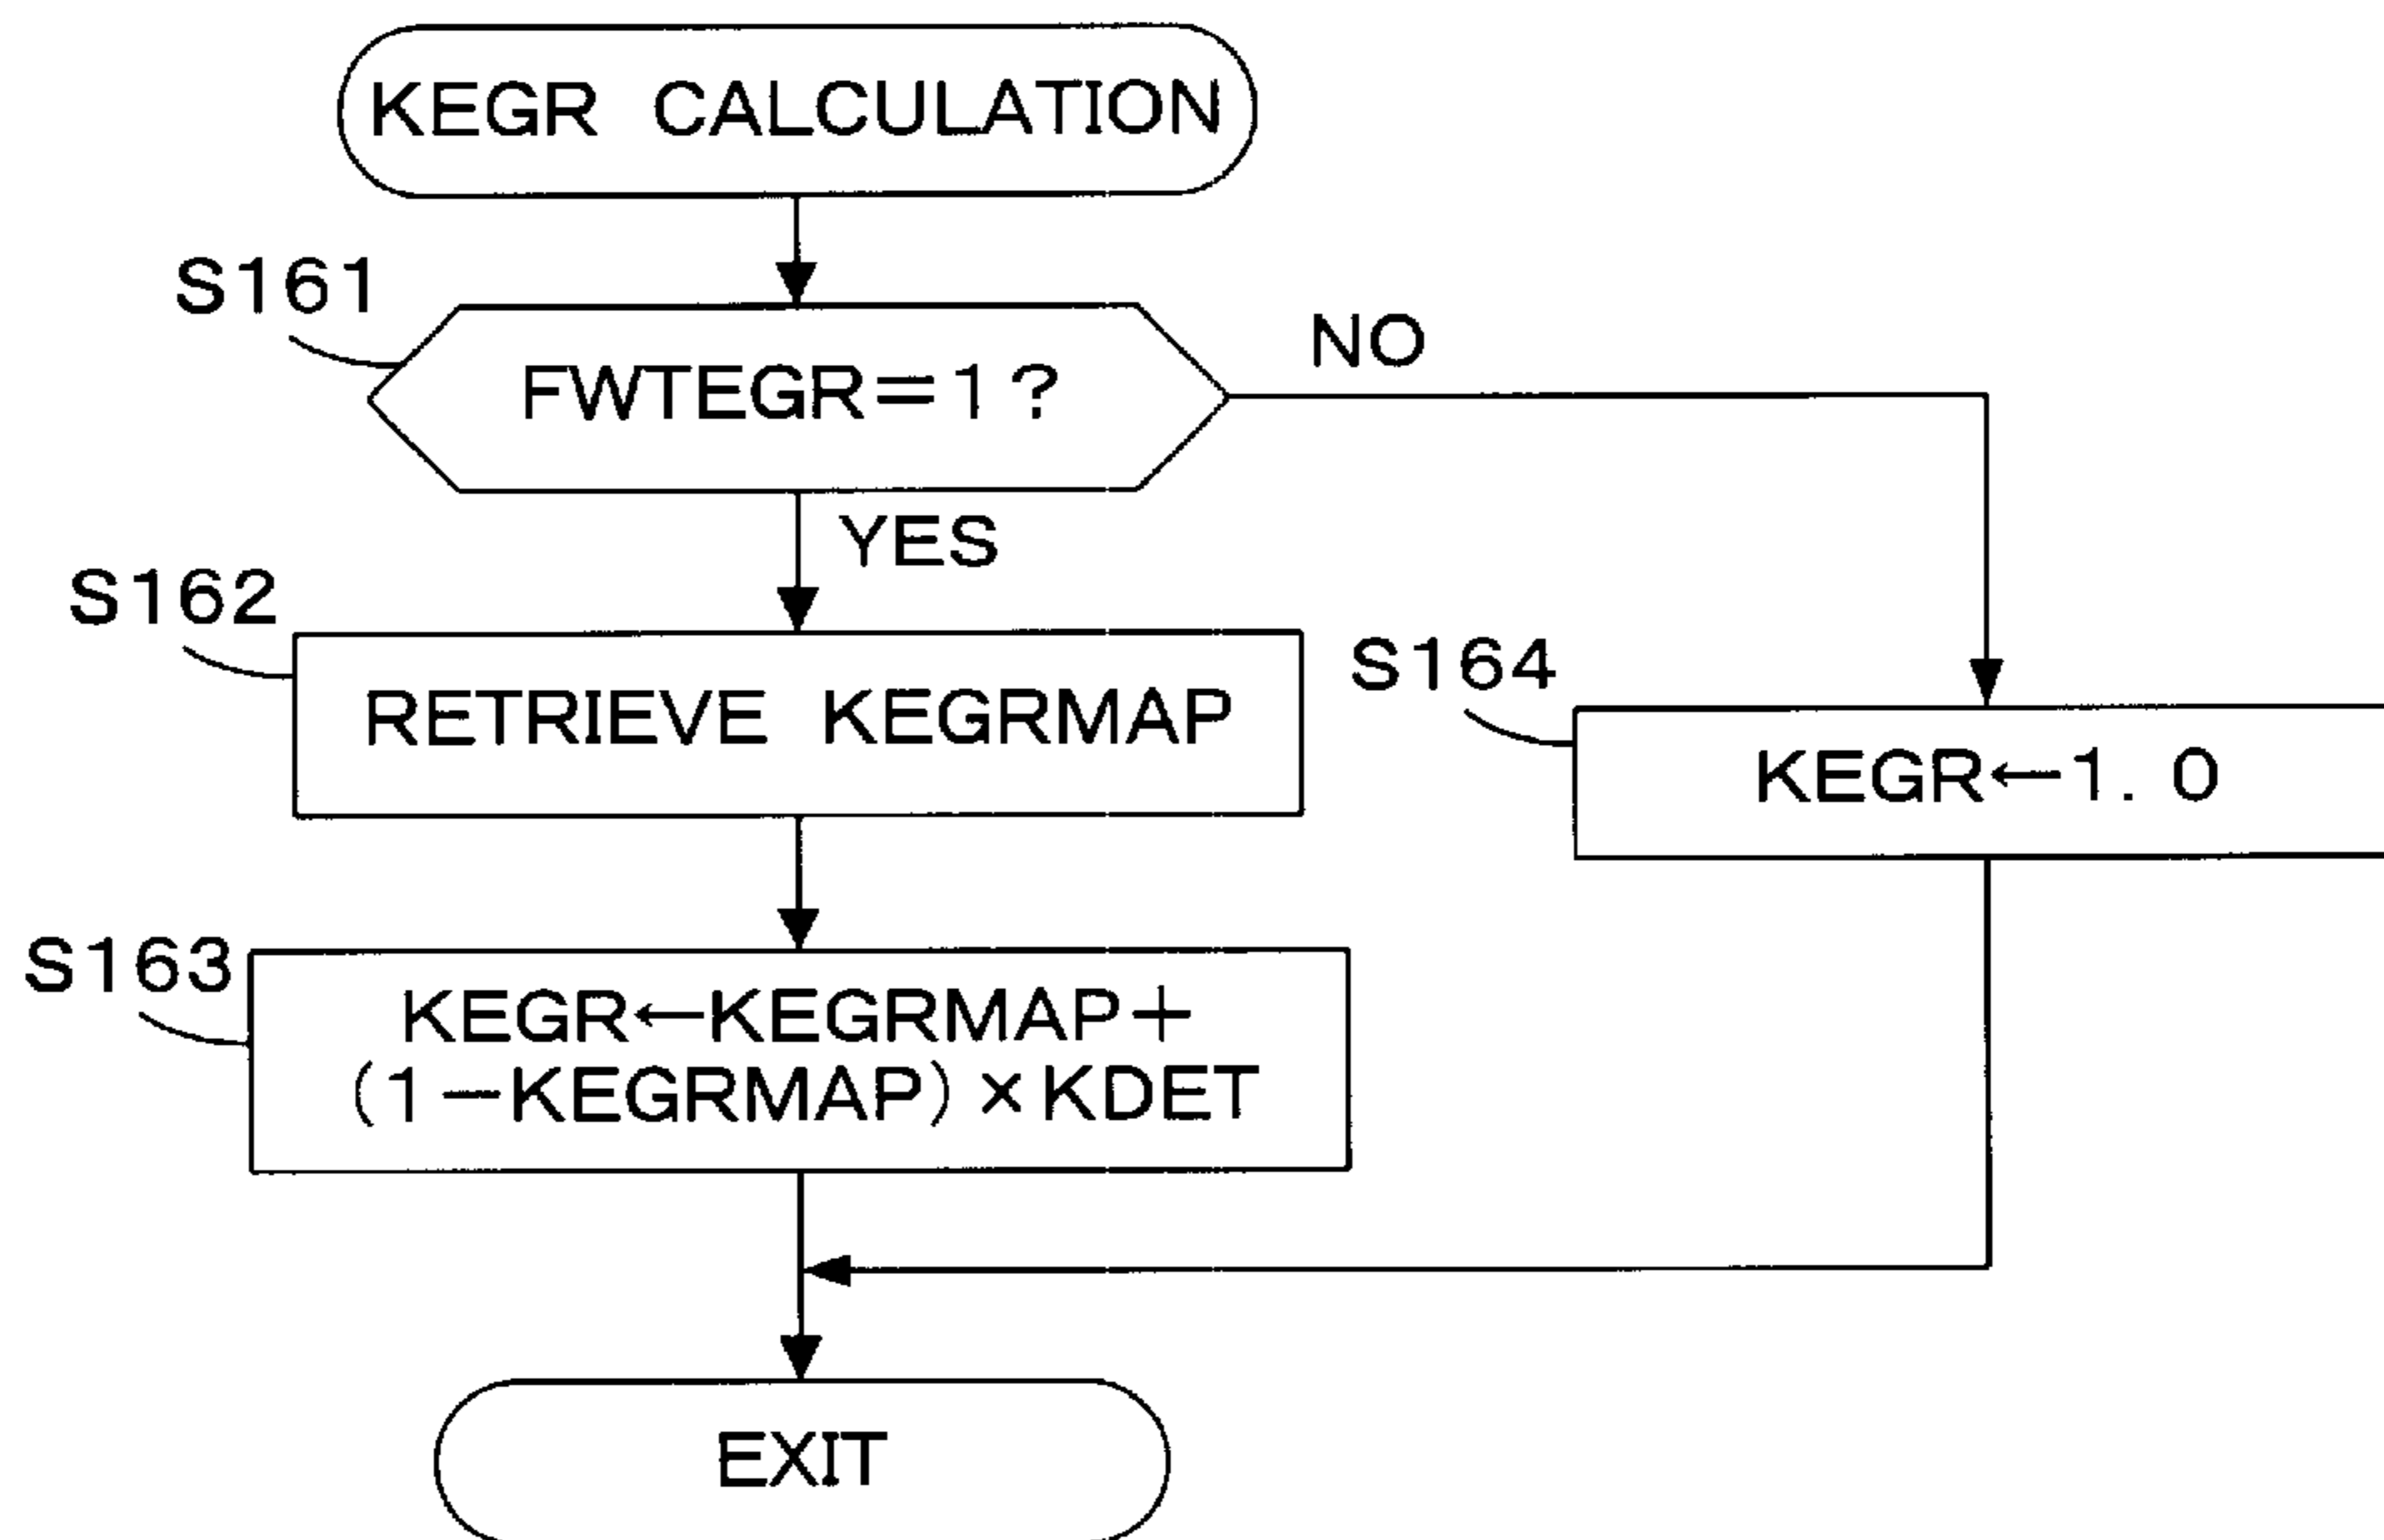 KEGR CALCULATION
S161
FWTEGR=1?
NO
YES
S162
RETRIEVE KEGRMAP
S164
KEGR←1.0
S163
KEGR←KEGRMAP+
(1-KEGRMAP)×KDET
EXIT